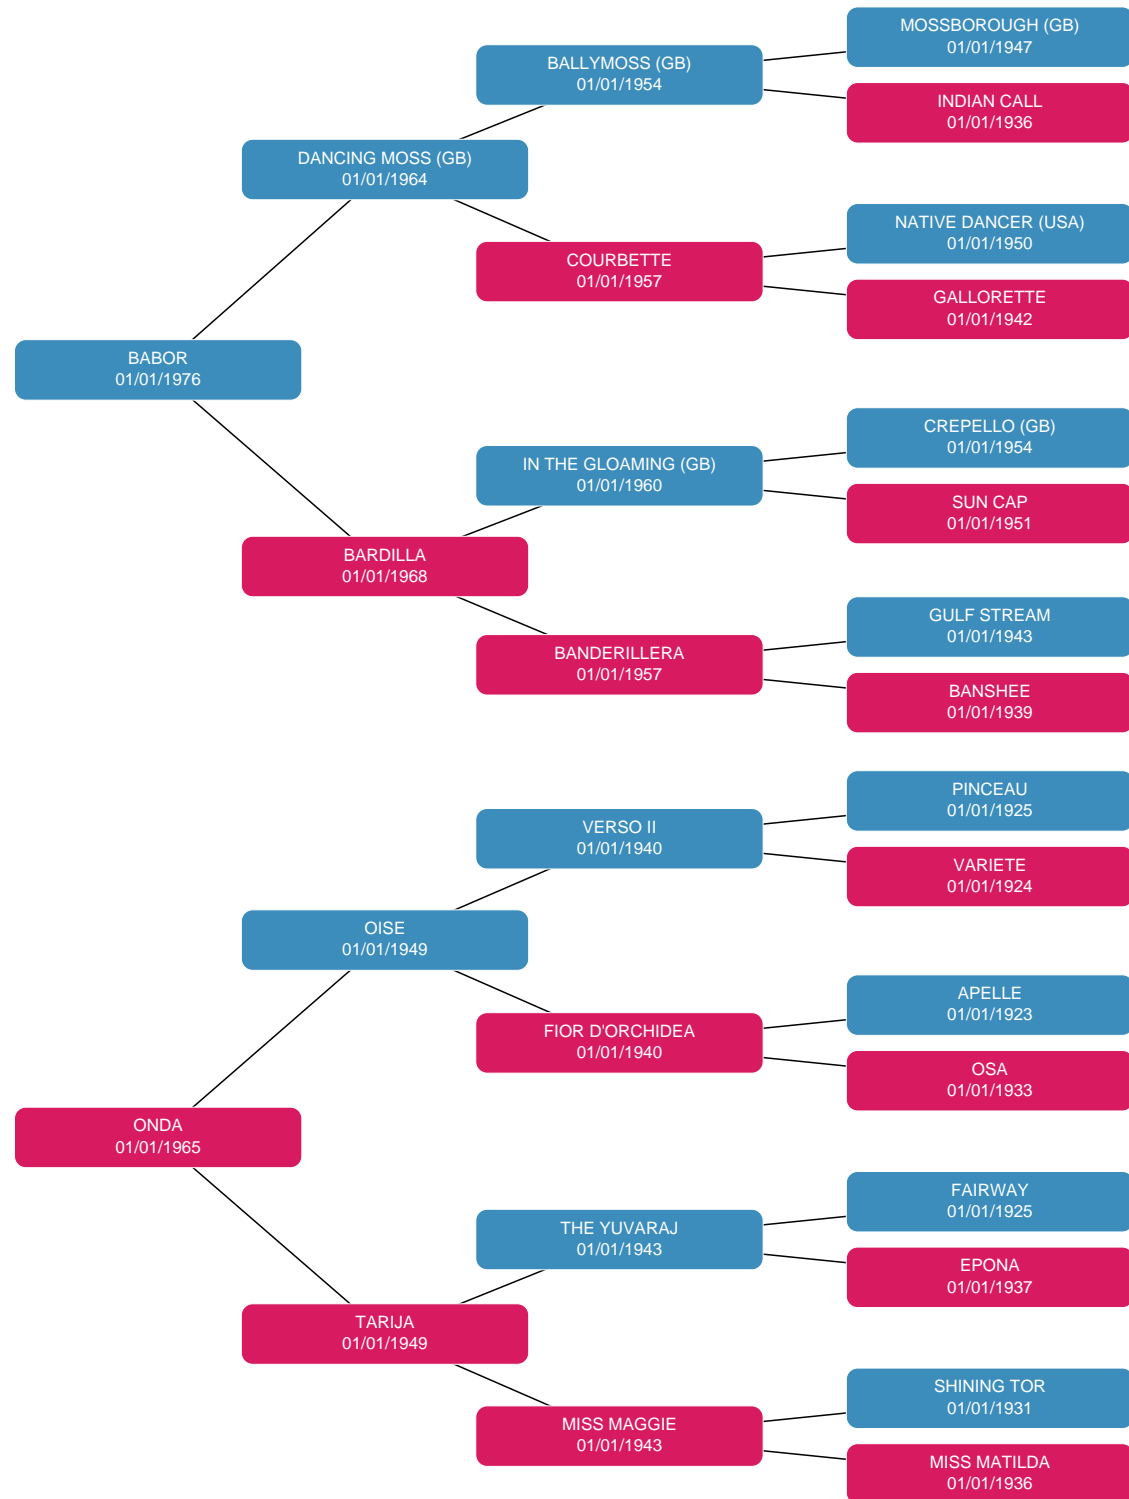 MOSSBOROUGH (GB)
01/01/1947
BALLYMOSS (GB)
01/01/1954
INDIAN CALL
01/01/1936
DANCING MOSS (GB)
01/01/1964
NATIVE DANCER (USA)
01/01/1950
COURBETTE
01/01/1957
GALLORETTE
01/01/1942
BABOR
01/01/1976
CREPELLO (GB)
01/01/1954
IN THE GLOAMING (GB)
01/01/1960
SUN CAP
01/01/1951
BARDILLA
01/01/1968
GULF STREAM
01/01/1943
BANDERILLERA
01/01/1957
BANSHEE
01/01/1939
PINCEAU
01/01/1925
VERSO II
01/01/1940
VARIETE
01/01/1924
OISE
01/01/1949
APELLE
01/01/1923
FIOR D'ORCHIDEA
01/01/1940
OSA
01/01/1933
ONDA
01/01/1965
FAIRWAY
01/01/1925
THE YUVARAJ
01/01/1943
EPONA
01/01/1937
TARIJA
01/01/1949
SHINING TOR
01/01/1931
MISS MAGGIE
01/01/1943
MISS MATILDA
01/01/1936